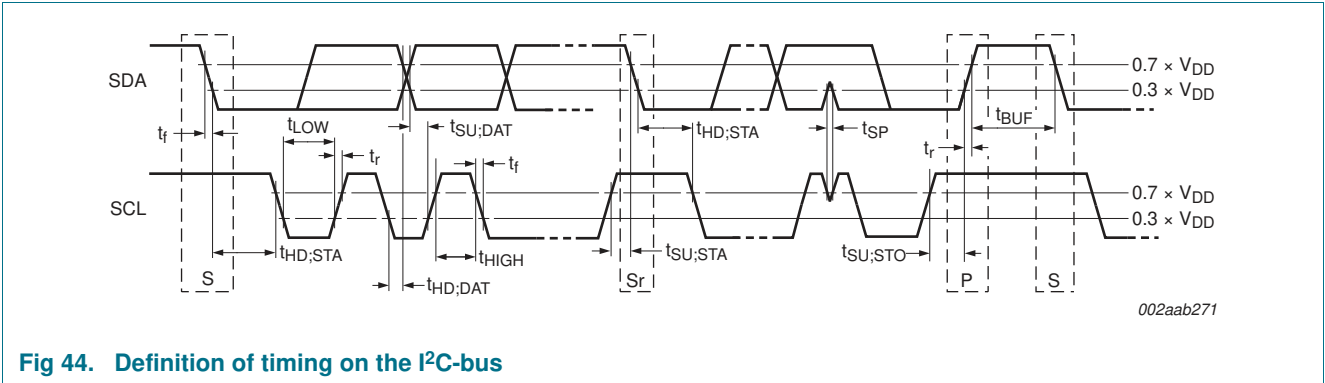 SDA
0.7 × VDD
0.3 × VDD
tf
tLOW
tSU;DAT
tHD;STA
tSP
tBUF
tr
tr
tf
SCL
0.7 × VDD
0.3 × VDD
tHD;STA
tHIGH
tSU;STA
tSU;STO
tHD;DAT
S
Sr
P
S
002aab271
Fig 44. Definition of timing on the I2C-bus